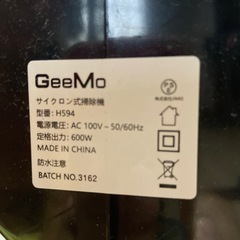 GeeMo
サイクロン式掃除機
型番: H594
電源電圧: AC 100V~50/60Hz
定格出力: 600W
MADE IN CHINA
防水注意
BATCH NO.3162